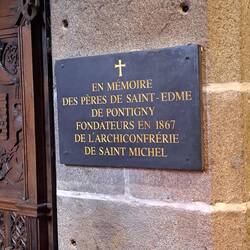 EN MÉMOIRE
DES PÈRES DE SAINT-EDME
DE PONTIGNY
FONDATEURS EN 1867
DE L'ARCHICONFRÉRIE
DE SAINT MICHEL